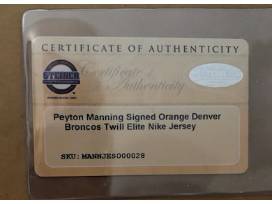 CERTIFICATE OF AUTHENTICITY
STEINER
Certificate of
Authenticity
Peyton Manning Signed Orange Denver
Broncos Twill Elite Nike Jersey
SKU: MANNJES000028